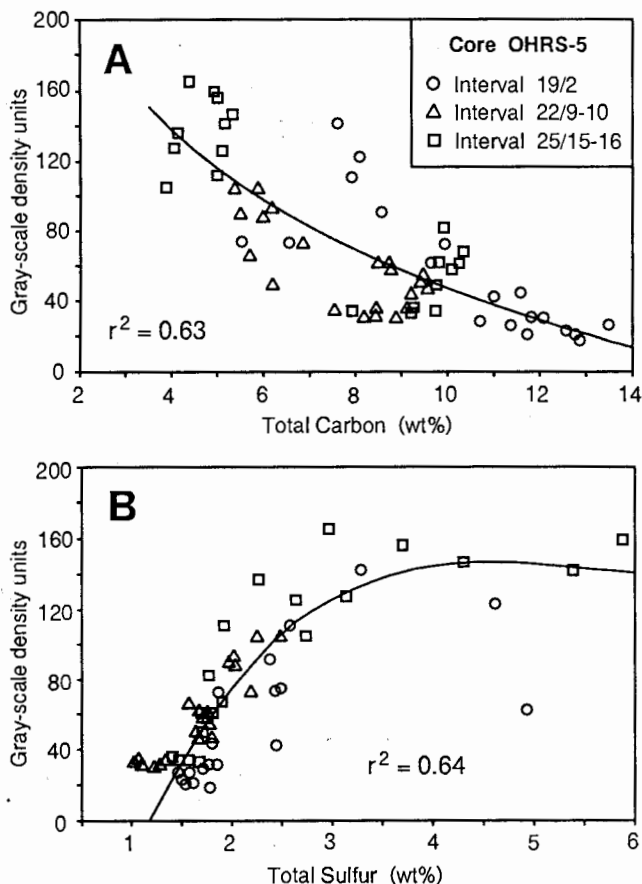 200
160
120
80
40
0
Gray-scale density units
A
Core OHRS-5
Interval 19/2
Interval 22/9-10
Interval 25/15-16
r² = 0.63
2 4 6 8 10 12 14
Total Carbon (wt%)
200
160
120
80
40
0
Gray-scale density units
B
r² = 0.64
1 2 3 4 5 6
Total Sulfur (wt%)